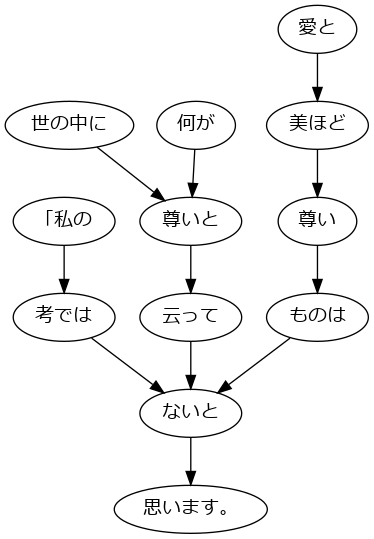 愛と
世の中に 何が 美ほど
「私の 尊いと 尊い
考では 云って ものは
ないと
思います。